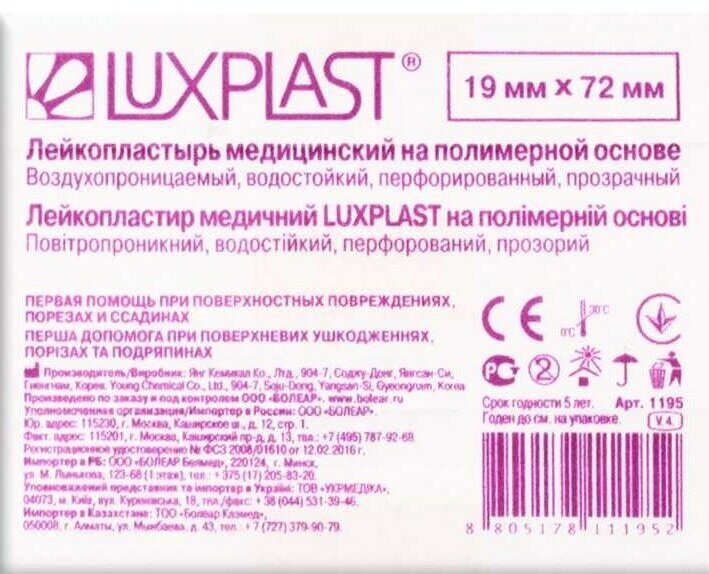 LUXPLAST®
19 мм x 72 мм
Лейкопластырь медицинский на полимерной основе
Воздухопроницаемый, водостойкий, перфорированный, прозрачный
Лейкопластир медичний LUXPLAST на полімерній основі
Повітропроникний, водостійкий, перфорований, прозорий
ПЕРВАЯ ПОМОЩЬ ПРИ ПОВЕРХНОСТНЫХ ПОВРЕЖДЕНИЯХ,
ПОРЕЗАХ И ССАДИНАХ
ПЕРША ДОПОМОГА ПРИ ПОВЕРХНЕВИХ УШКОДЖЕННЯХ,
ПОРІЗАХ ТА ПОДРЯПИНАХ
Производитель/Виробник: Янг Кемикал Ко., Лтд., 904-7, Соджу-Донг, Янгсан-Си,
Гиенгнам, Корея. Young Chemical Co., Ltd., 904-7, Soju-Dong, Yangsan-Si, Gyeongnum, Korea
Произведено по заказу и под контролем ООО «БОЛЕАР», www.bolear.ru
Уполномоченная организация/Импортер в России: ООО «БОЛЕАР».
Юр. адрес: 115230, г. Москва, Каширское ш., д. 12, стр. 1.
Факт. адрес: 115201, г. Москва, Каширский пр-д, д. 13, тел.: +7 (495) 787-92-68.
Регистрационное удостоверение № ФСЗ 2008/01610 от 12.02.2016 г.
Импортер в РБ: ООО «БОЛЕАР Белмед», 220124, г. Минск,
ул. М. Лынькова, 123-68 (1 этаж), тел.: +375 (17) 205-83-20.
Уповноважений представник та імпортер в Україні: ТОВ «УКРМЕДЖА»,
04073, м. Київ, вул. Куренівська, 18, тел./факс: +38 (044) 531-39-46.
Импортер в Казахстане: ТОО «Болеар Казмед»,
050008, г. Алматы, ул. Мынбаева, д. 43, тел.: +7 (727) 379-90-79.
CE
30°C
0°C
2
Срок годности 5 лет. Арт. 1195
Годен до см. на упаковке. V.4
8 805178 111952